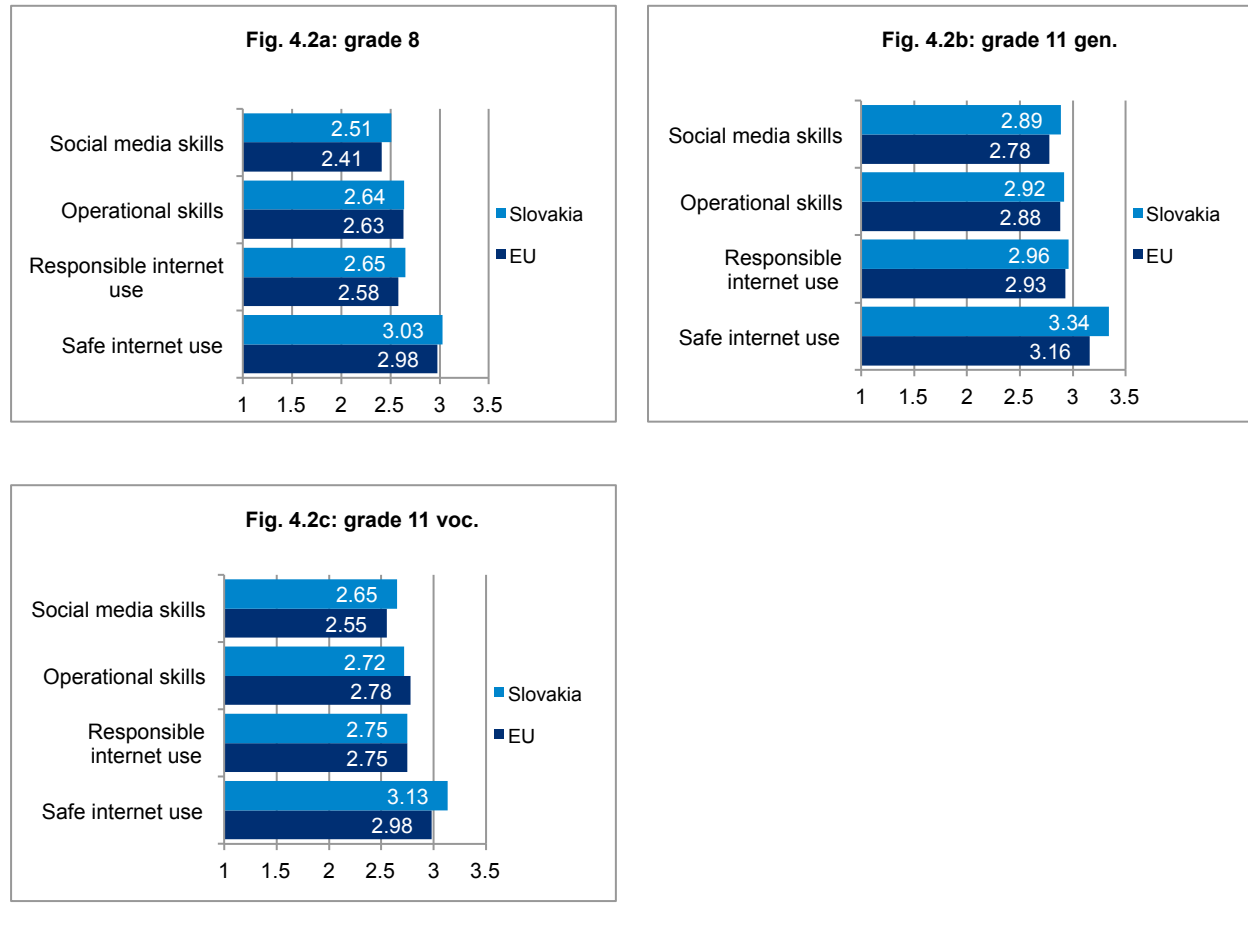 Fig. 4.2a: grade 8
Social media skills
2.51
2.41
Operational skills
2.64
2.63
Responsible internet
use
2.65
2.58
Safe internet use
3.03
2.98
Slovakia
EU
1 1.5 2 2.5 3 3.5
Fig. 4.2b: grade 11 gen.
Social media skills
2.89
2.78
Operational skills
2.92
2.88
Responsible
internet use
2.96
2.93
Safe internet use
3.34
3.16
Slovakia
EU
1 1.5 2 2.5 3 3.5
Fig. 4.2c: grade 11 voc.
Social media skills
2.65
2.55
Operational skills
2.72
2.78
Responsible
internet use
2.75
2.75
Safe internet use
3.13
2.98
Slovakia
EU
1 1.5 2 2.5 3 3.5